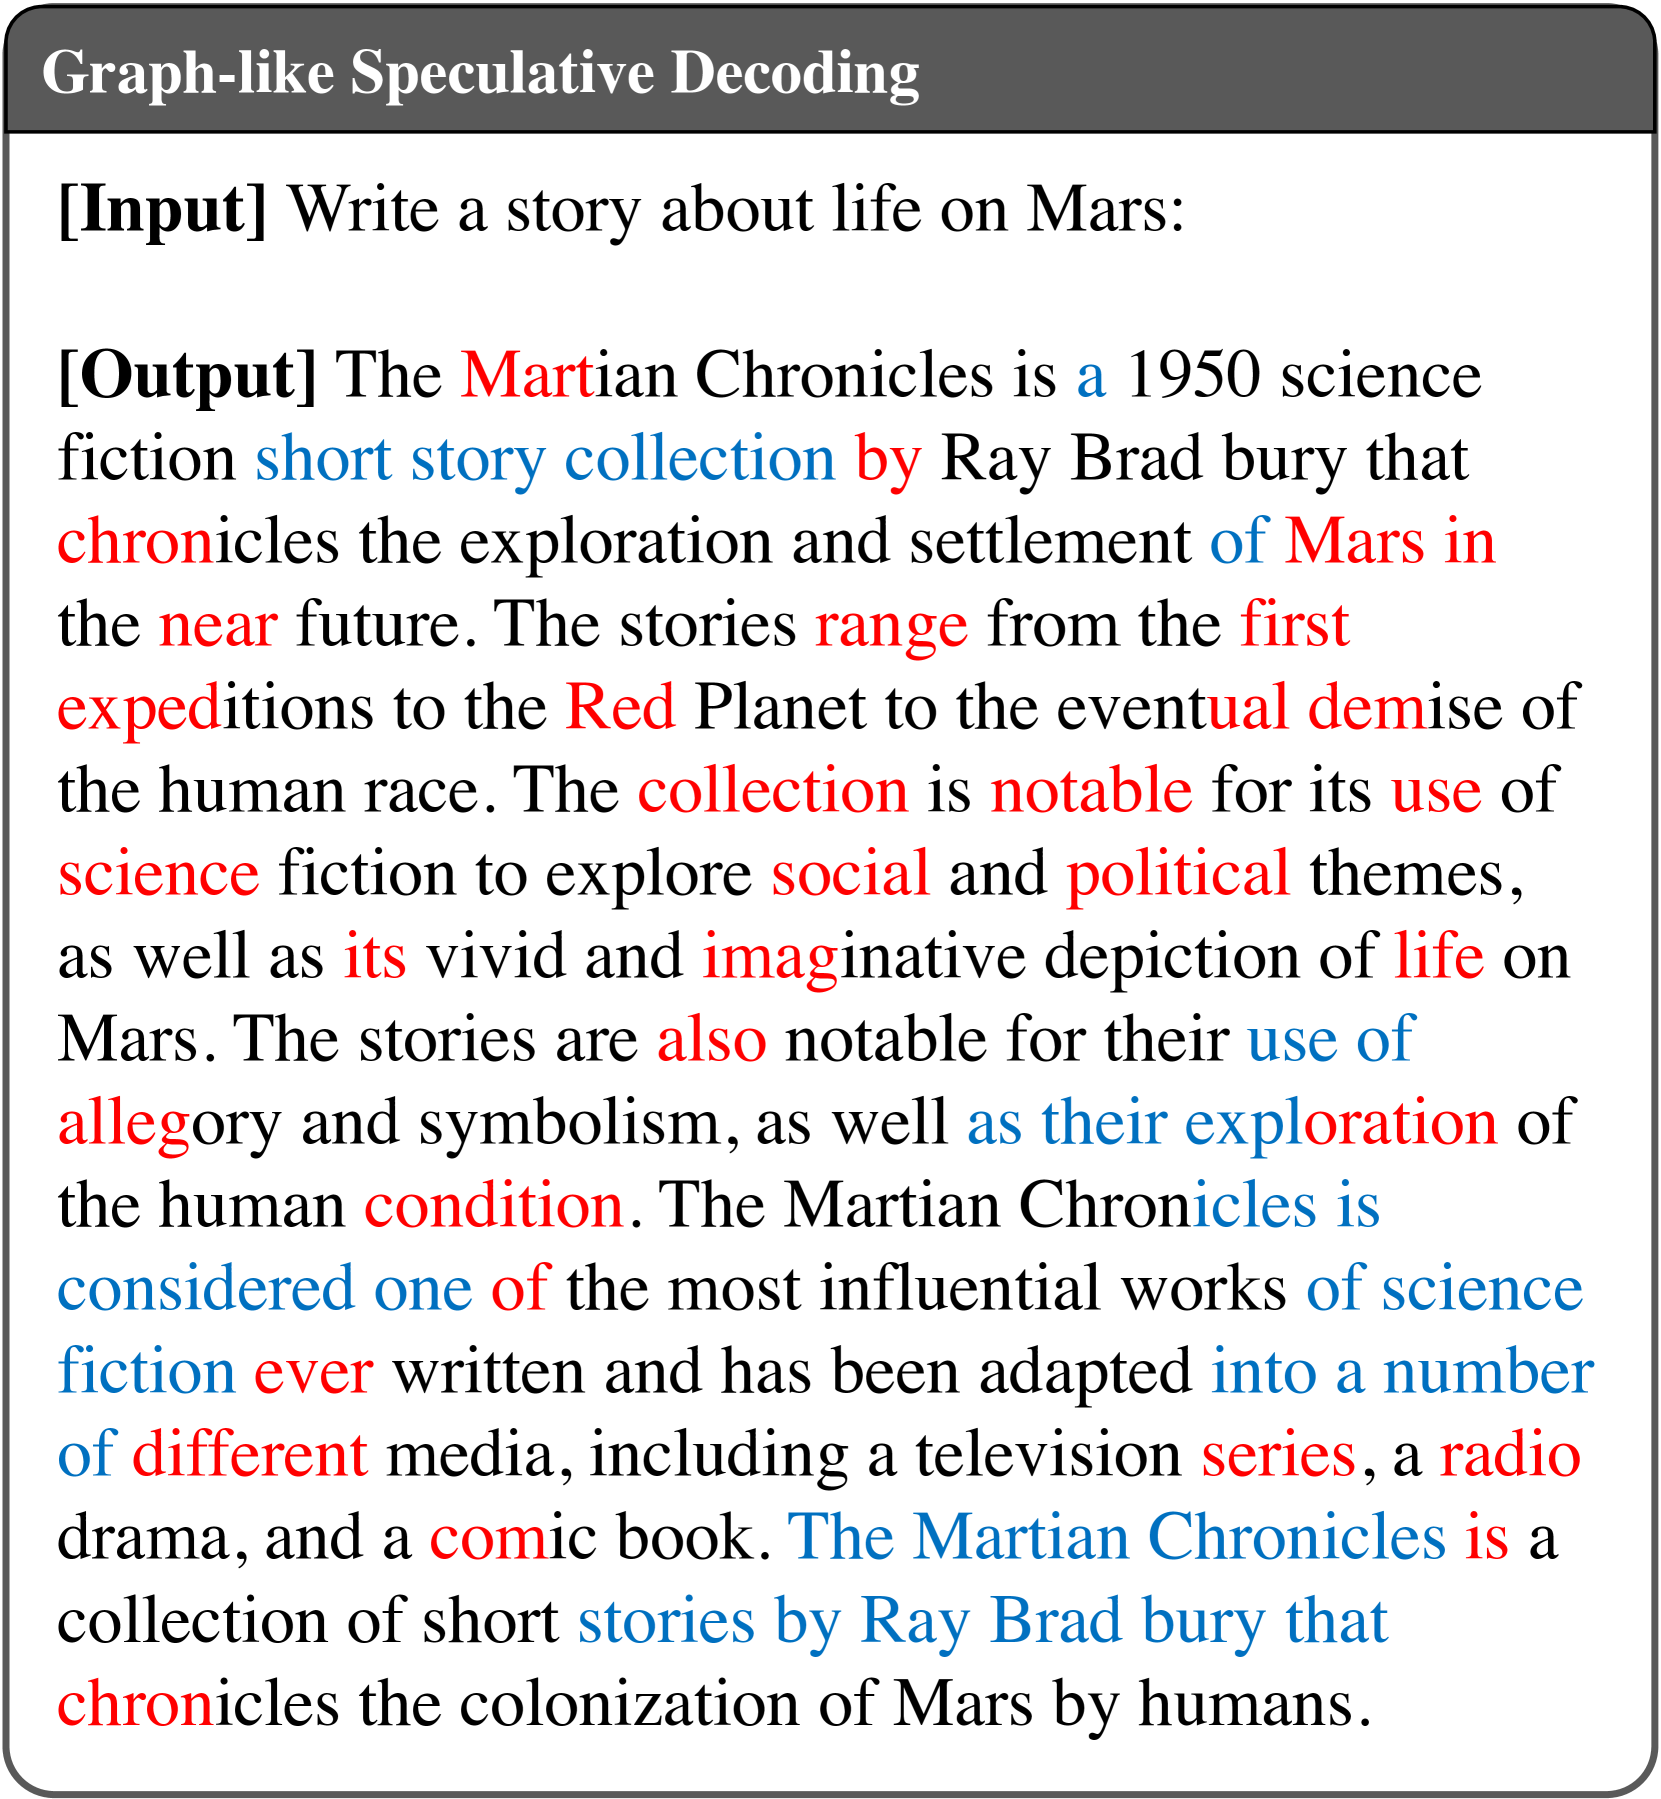 Graph-like Speculative Decoding
[Input] Write a story about life on Mars:
[Output] The Martian Chronicles is a 1950 science
fiction short story collection by Ray Brad bury that
chronicles the exploration and settlement of Mars in
the near future. The stories range from the first
expeditions to the Red Planet to the eventual demise of
the human race. The collection is notable for its use of
science fiction to explore social and political themes,
as well as its vivid and imaginative depiction of life on
Mars. The stories are also notable for their use of
allegory and symbolism, as well as their exploration of
the human condition. The Martian Chronicles is
considered one of the most influential works of science
fiction ever written and has been adapted into a number
of different media, including a television series, a radio
drama, and a comic book. The Martian Chronicles is a
collection of short stories by Ray Brad bury that
chronicles the colonization of Mars by humans.